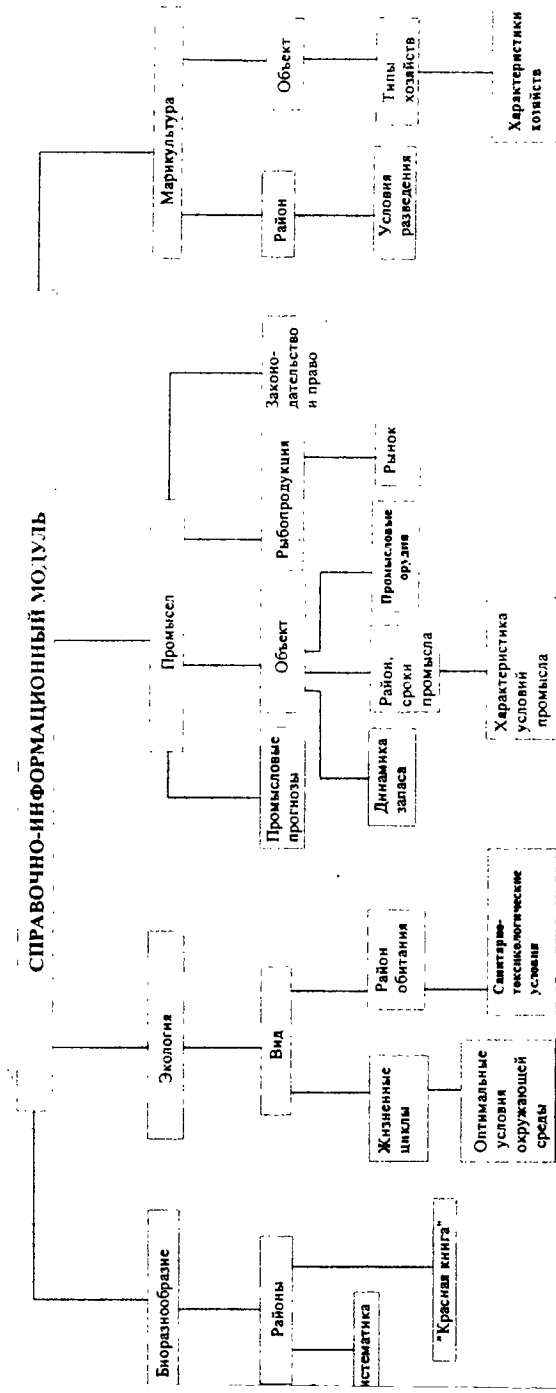 СПРАВОЧНО-ИНФОРМАЦИОННЫЙ МОДУЛЬ
Биоразнообразие
Экология
Промысел
Марикультура
Районы
Вид
Промысловые
прогнозы
Объект
Рыбопродукция
Законо-
дательство
и право
Район
Объект
истематика
"Красная книга"
Жизненные
циклы
Район
обитания
Динамика
запаса
Район,
сроки
промысла
Промысловые
орудия
Рынок
Условия
разведения
Типы
хозяйств
Оптимальные
условия
окружающей
среды
Санитарно-
токсикологические
условия
Характеристика
условий
промысла
Характеристики
хозяйств